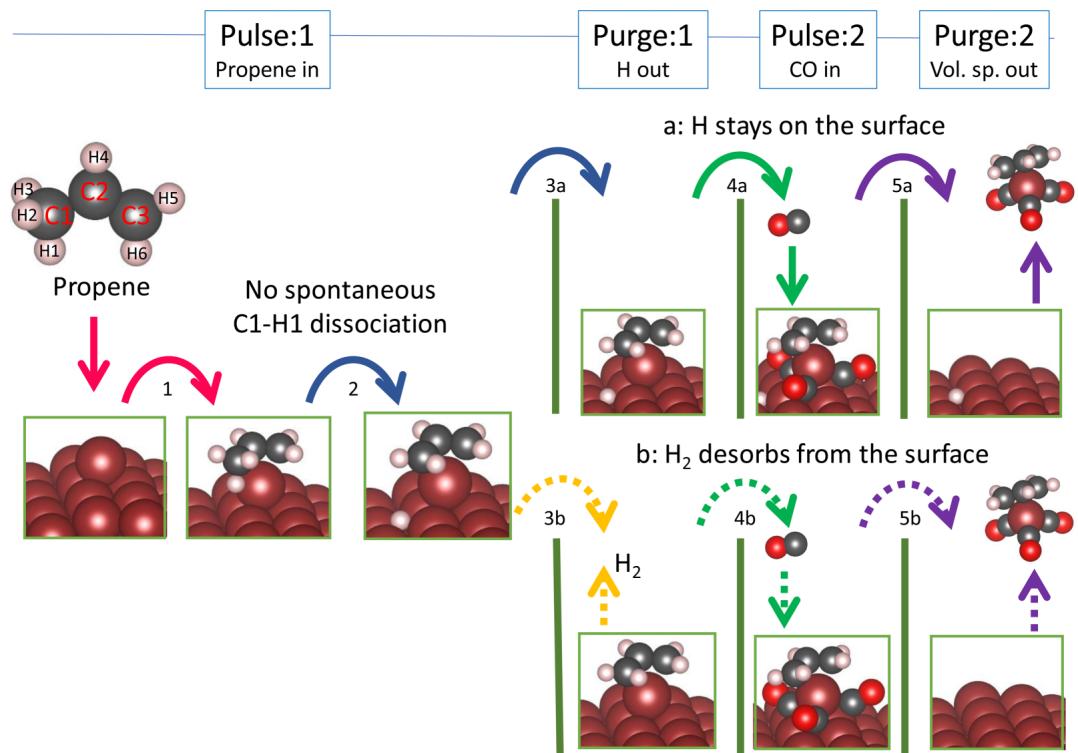 Pulse:1
Propene in
Purge:1
H out
Pulse:2
CO in
Purge:2
Vol. sp. out
a: H stays on the surface
H4
H3
C2
H5
H2
C1
C3
H1
H6
Propene
No spontaneous
C1-H1 dissociation
1
2
3a
4a
5a
b: H₂ desorbs from the surface
3b
4b
5b
H₂